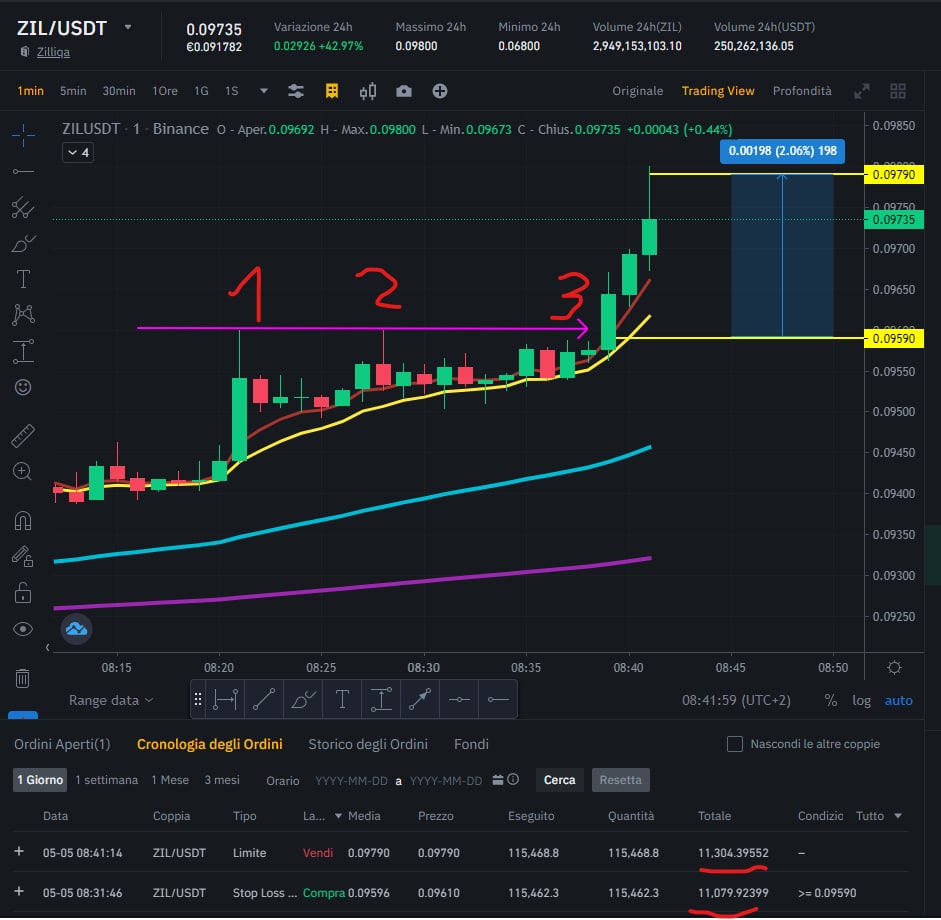 ZIL/USDT
Zilliqa
0.09735
€0.091782
Variazione 24h
0.02926 +42.97%
Massimo 24h
0.09800
Minimo 24h
0.06800
Volume 24h(ZIL)
2,949,153,103.10
Volume 24h(USDT)
250,262,136.05
1min 5min 30min 1Ore 1G 1S
Originale Trading View Profondità
ZILUSDT · 1 · Binance O - Aper.0.09692 H - Max.0.09800 L - Min.0.09673 C - Chius.0.09735 +0.00043 (+0.44%)
4
0.00198 (2.06%) 198
1 2 3
0.09850
0.09790
0.09750
0.09735
0.09700
0.09650
0.09590
0.09550
0.09500
0.09450
0.09400
0.09350
0.09300
0.09250
08:15 08:20 08:25 08:30 08:35 08:40 08:45 08:50
Range data
08:41:59 (UTC+2) % log auto
Ordini Aperti(1) Cronologia degli Ordini Storico degli Ordini Fondi
Nascondi le altre coppie
1 Giorno 1 settimana 1 Mese 3 mesi Orario YYYY-MM-DD a YYYY-MM-DD Cerca Resetta
Data Coppia Tipo La... Media Prezzo Eseguito Quantità Totale Condizic Tutto
+ 05-05 08:41:14 ZIL/USDT Limite Vendi 0.09790 0.09790 115,468.8 115,468.8 11,304.39552 –
+ 05-05 08:31:46 ZIL/USDT Stop Loss ... Compra 0.09596 0.09610 115,462.3 115,462.3 11,079.92399 >= 0.09590